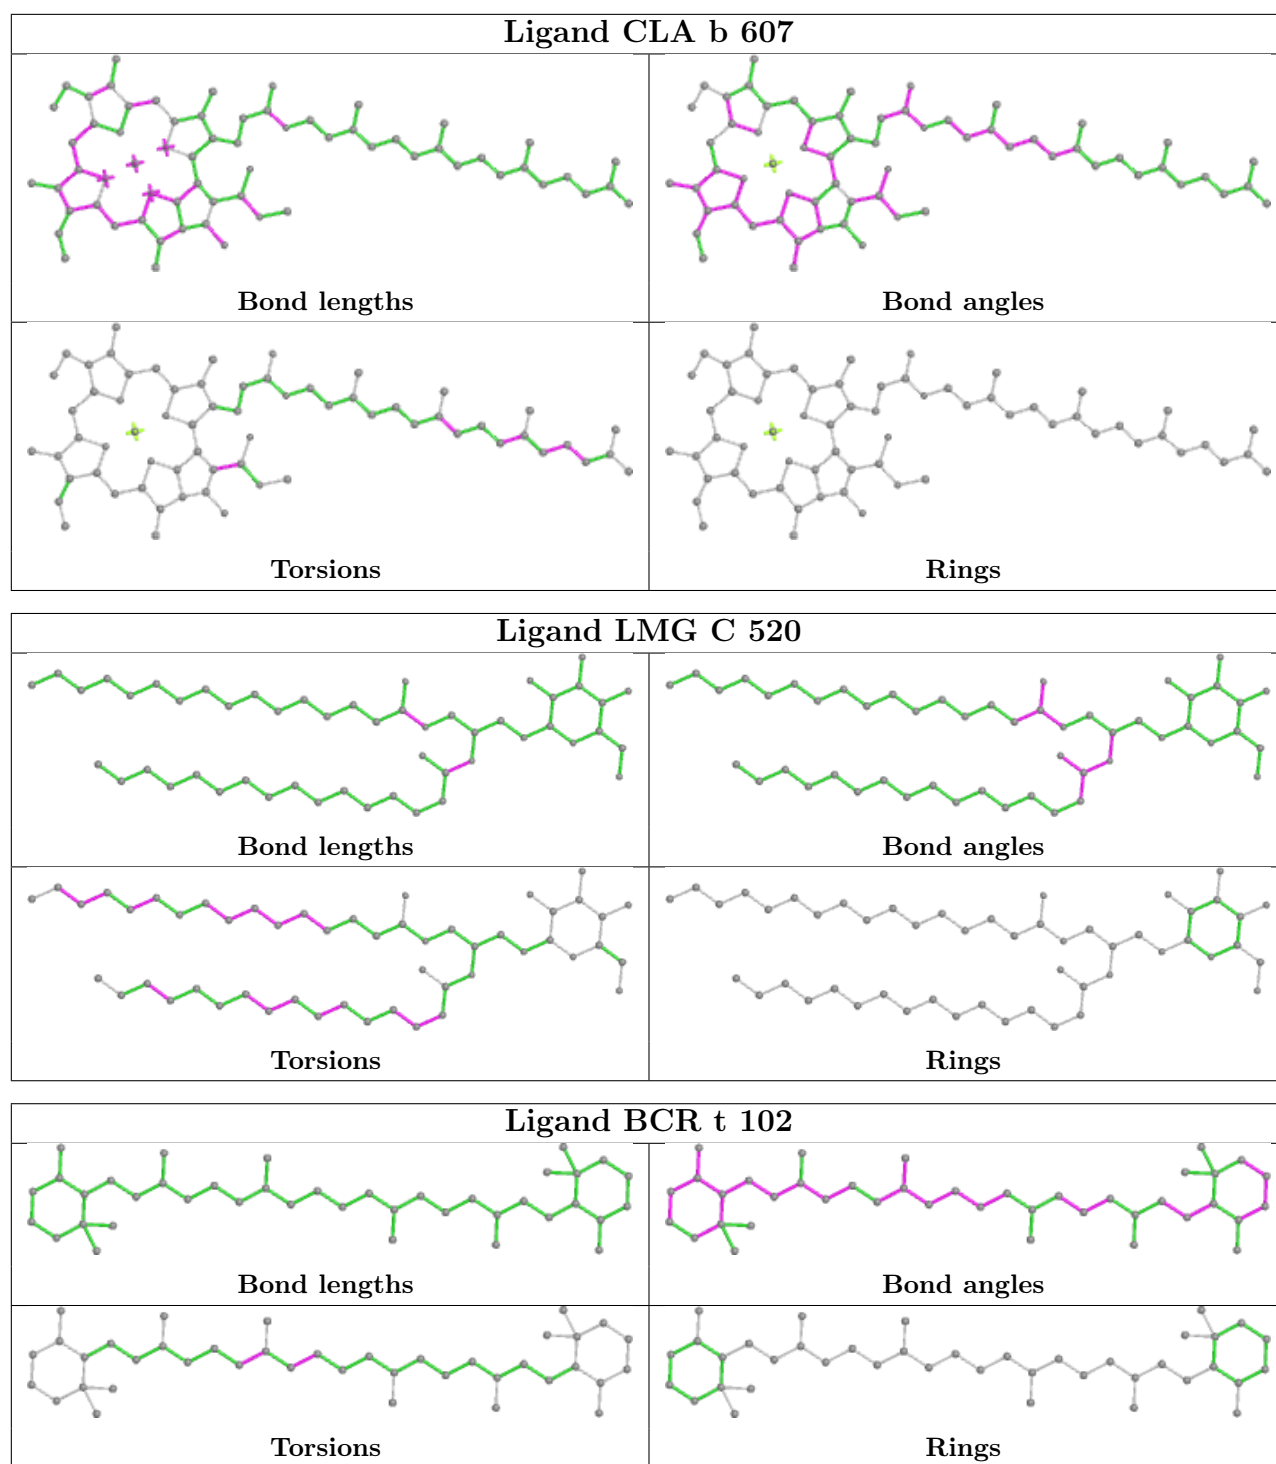 Ligand CLA b 607
Bond lengths
Bond angles
Torsions
Rings
Ligand LMG C 520
Bond lengths
Bond angles
Torsions
Rings
Ligand BCR t 102
Bond lengths
Bond angles
Torsions
Rings